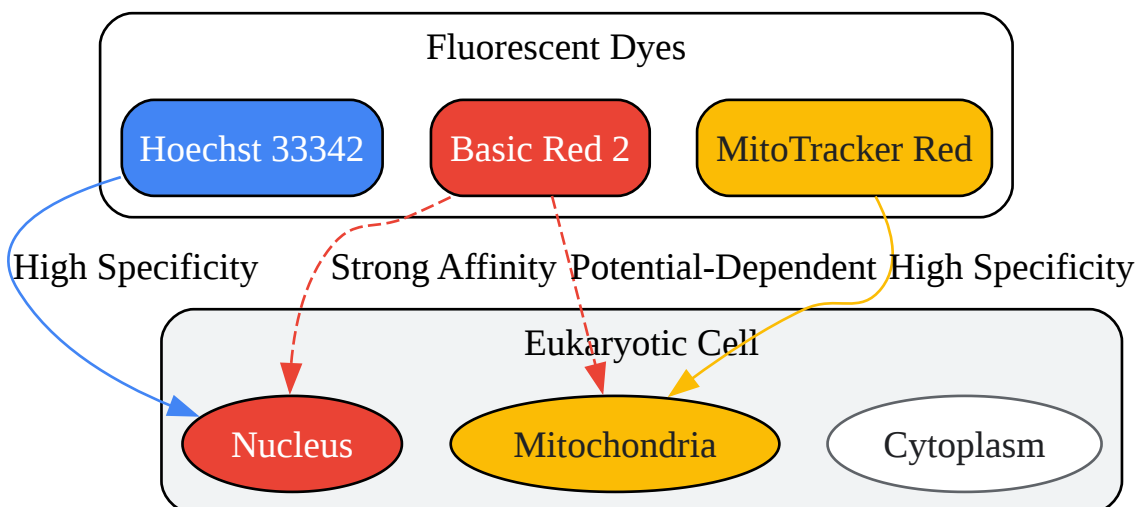 Fluorescent Dyes
Hoechst 33342
Basic Red 2
MitoTracker Red
High Specificity
Strong Affinity
Potential-Dependent
High Specificity
Eukaryotic Cell
Nucleus
Mitochondria
Cytoplasm